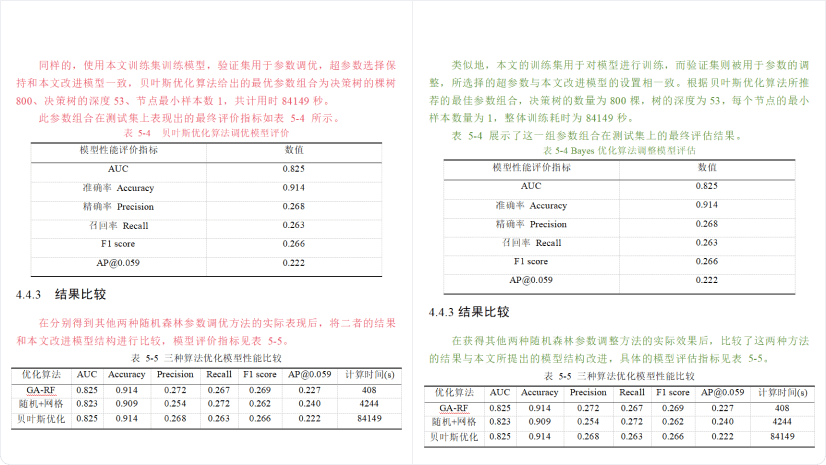 同样的，使用本文训练集训练模型，验证集用于参数调优，超参数选择保
持和本文改进模型一致，贝叶斯优化算法给出的最优参数组合为决策树的棵树
800、决策树的深度 53、节点最小样本数 1，共计用时 84149 秒。
此参数组合在测试集上表现出的最终评价指标如表 5-4 所示。
表 5-4 贝叶斯优化算法调优模型评价
模型性能评价指标 数值
AUC 0.825
准确率 Accuracy 0.914
精确率 Precision 0.268
召回率 Recall 0.263
F1 score 0.266
AP@0.059 0.222
4.4.3 结果比较
在分别得到其他两种随机森林参数调优方法的实际表现后，将二者的结果
和本文改进模型结构进行比较，模型评价指标见表 5-5。
表 5-5 三种算法优化模型性能比较
优化算法 AUC Accuracy Precision Recall F1 score AP@0.059 计算时间(s)
GA-RF 0.825 0.914 0.272 0.267 0.269 0.227 408
随机+网格 0.823 0.909 0.254 0.272 0.262 0.240 4244
贝叶斯优化 0.825 0.914 0.268 0.263 0.266 0.222 84149
类似地，本文的训练集用于对模型进行训练，而验证集则被用于参数的调
整，所选择的超参数与本文改进模型的设置相一致。根据贝叶斯优化算法所推
荐的最佳参数组合，决策树的数量为 800 棵，树的深度为 53，每个节点的最小
样本数量为 1，整体训练耗时为 84149 秒。
表 5-4 展示了这一组参数组合在测试集上的最终评估结果。
表 5-4 Bayes 优化算法调整模型评估
模型性能评价指标 数值
AUC 0.825
准确率 Accuracy 0.914
精确率 Precision 0.268
召回率 Recall 0.263
F1 score 0.266
AP@0.059 0.222
4.4.3 结果比较
在获得其他两种随机森林参数调整方法的实际效果后，比较了这两种方法
的结果与本文所提出的模型结构改进，具体的模型评估指标见表 5-5。
表 5-5 三种算法优化模型性能比较
优化算法 AUC Accuracy Precision Recall F1 score AP@0.059 计算时间(s)
GA-RF 0.825 0.914 0.272 0.267 0.269 0.227 408
随机+网格 0.823 0.909 0.254 0.272 0.262 0.240 4244
贝叶斯优化 0.825 0.914 0.268 0.263 0.266 0.222 84149